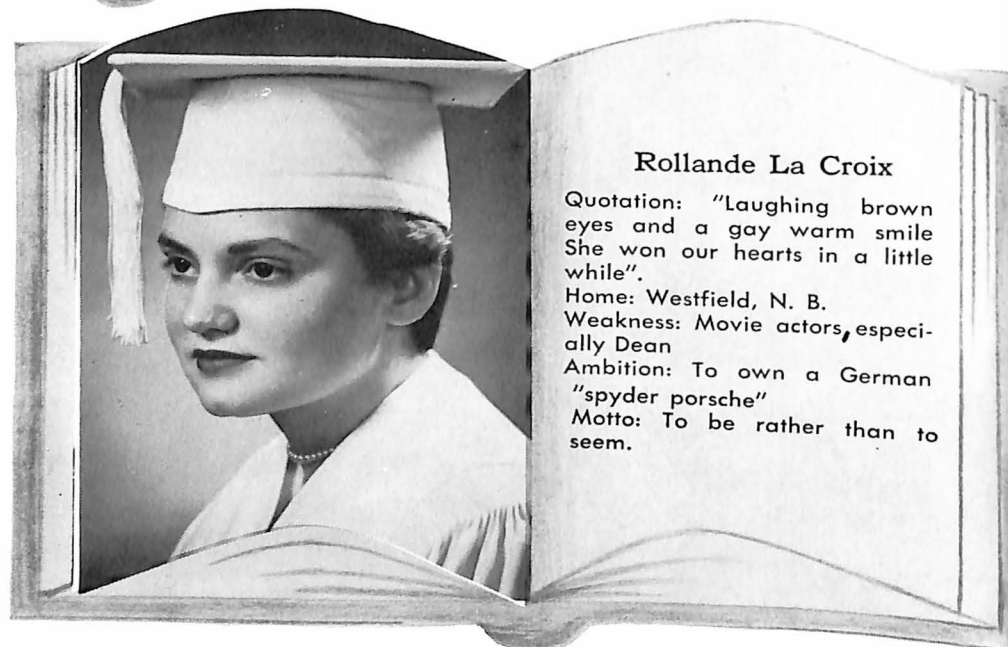 Rollande La Croix
Quotation: "Laughing brown
eyes and a gay warm smile
She won our hearts in a little
while".
Home: Westfield, N. B.
Weakness: Movie actors, especi-
ally Dean
Ambition: To own a German
"spyder porsche"
Motto: To be rather than to
seem.